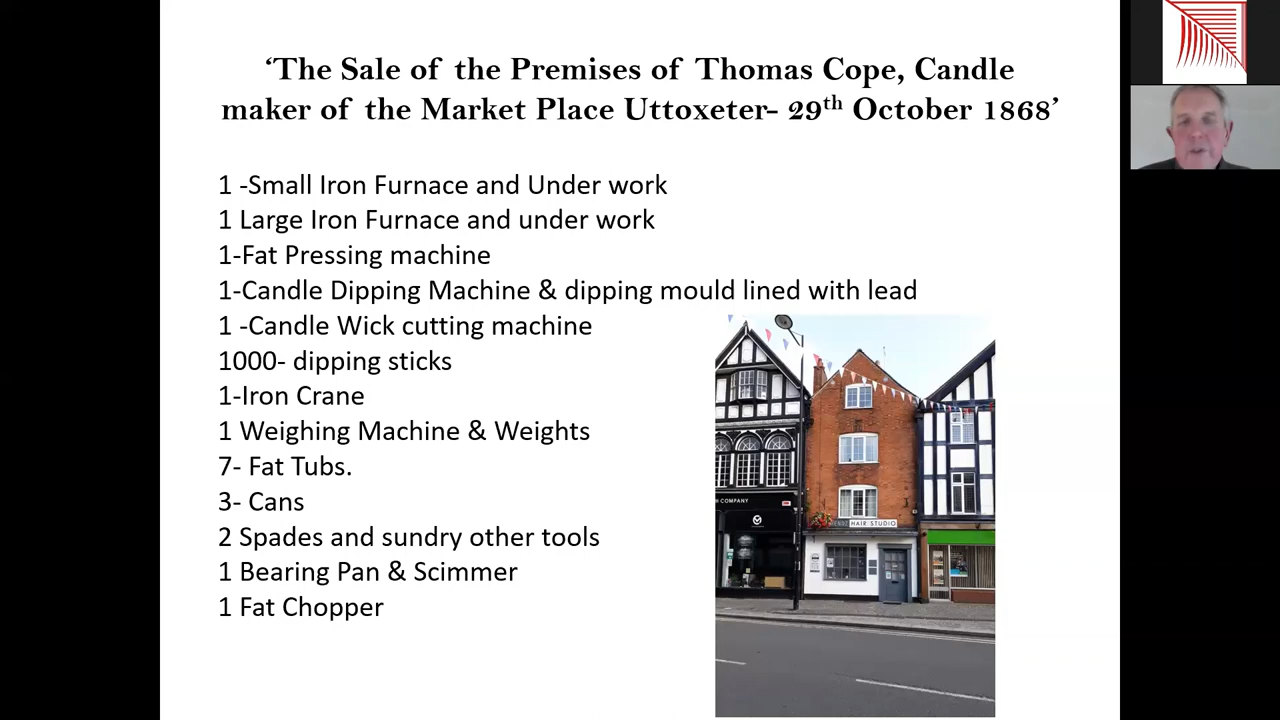 ‘The Sale of the Premises of Thomas Cope, Candle
maker of the Market Place Uttoxeter- 29th October 1868’
1 -Small Iron Furnace and Under work
1 Large Iron Furnace and under work
1-Fat Pressing machine
1-Candle Dipping Machine & dipping mould lined with lead
1 -Candle Wick cutting machine
1000- dipping sticks
1-Iron Crane
1 Weighing Machine & Weights
7- Fat Tubs.
3- Cans
2 Spades and sundry other tools
1 Bearing Pan & Scimmer
1 Fat Chopper
COMPANY
HAIR STUDIO